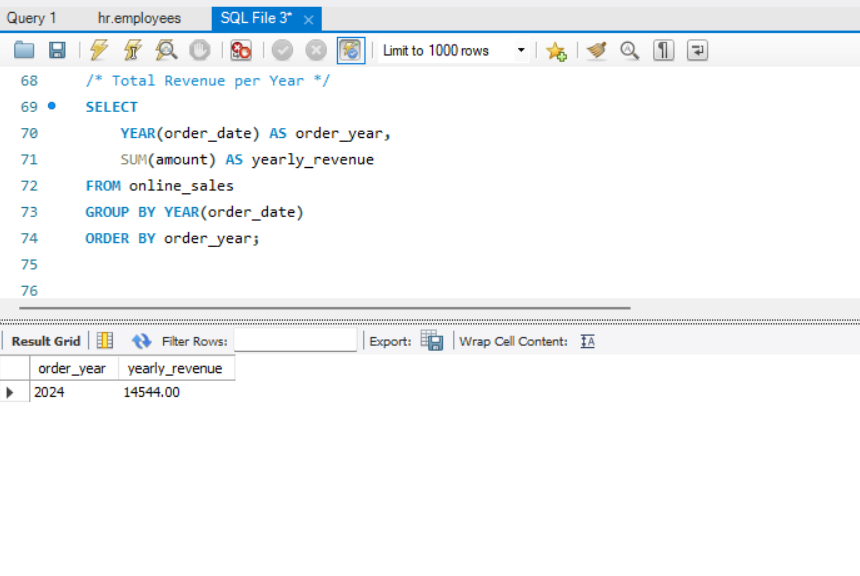 Query 1 hr.employees SQL File 3*
Limit to 1000 rows
68 /* Total Revenue per Year */
69 SELECT
70 YEAR(order_date) AS order_year,
71 SUM(amount) AS yearly_revenue
72 FROM online_sales
73 GROUP BY YEAR(order_date)
74 ORDER BY order_year;
75
76
Result Grid Filter Rows: Export: Wrap Cell Content:
order_year yearly_revenue
2024 14544.00